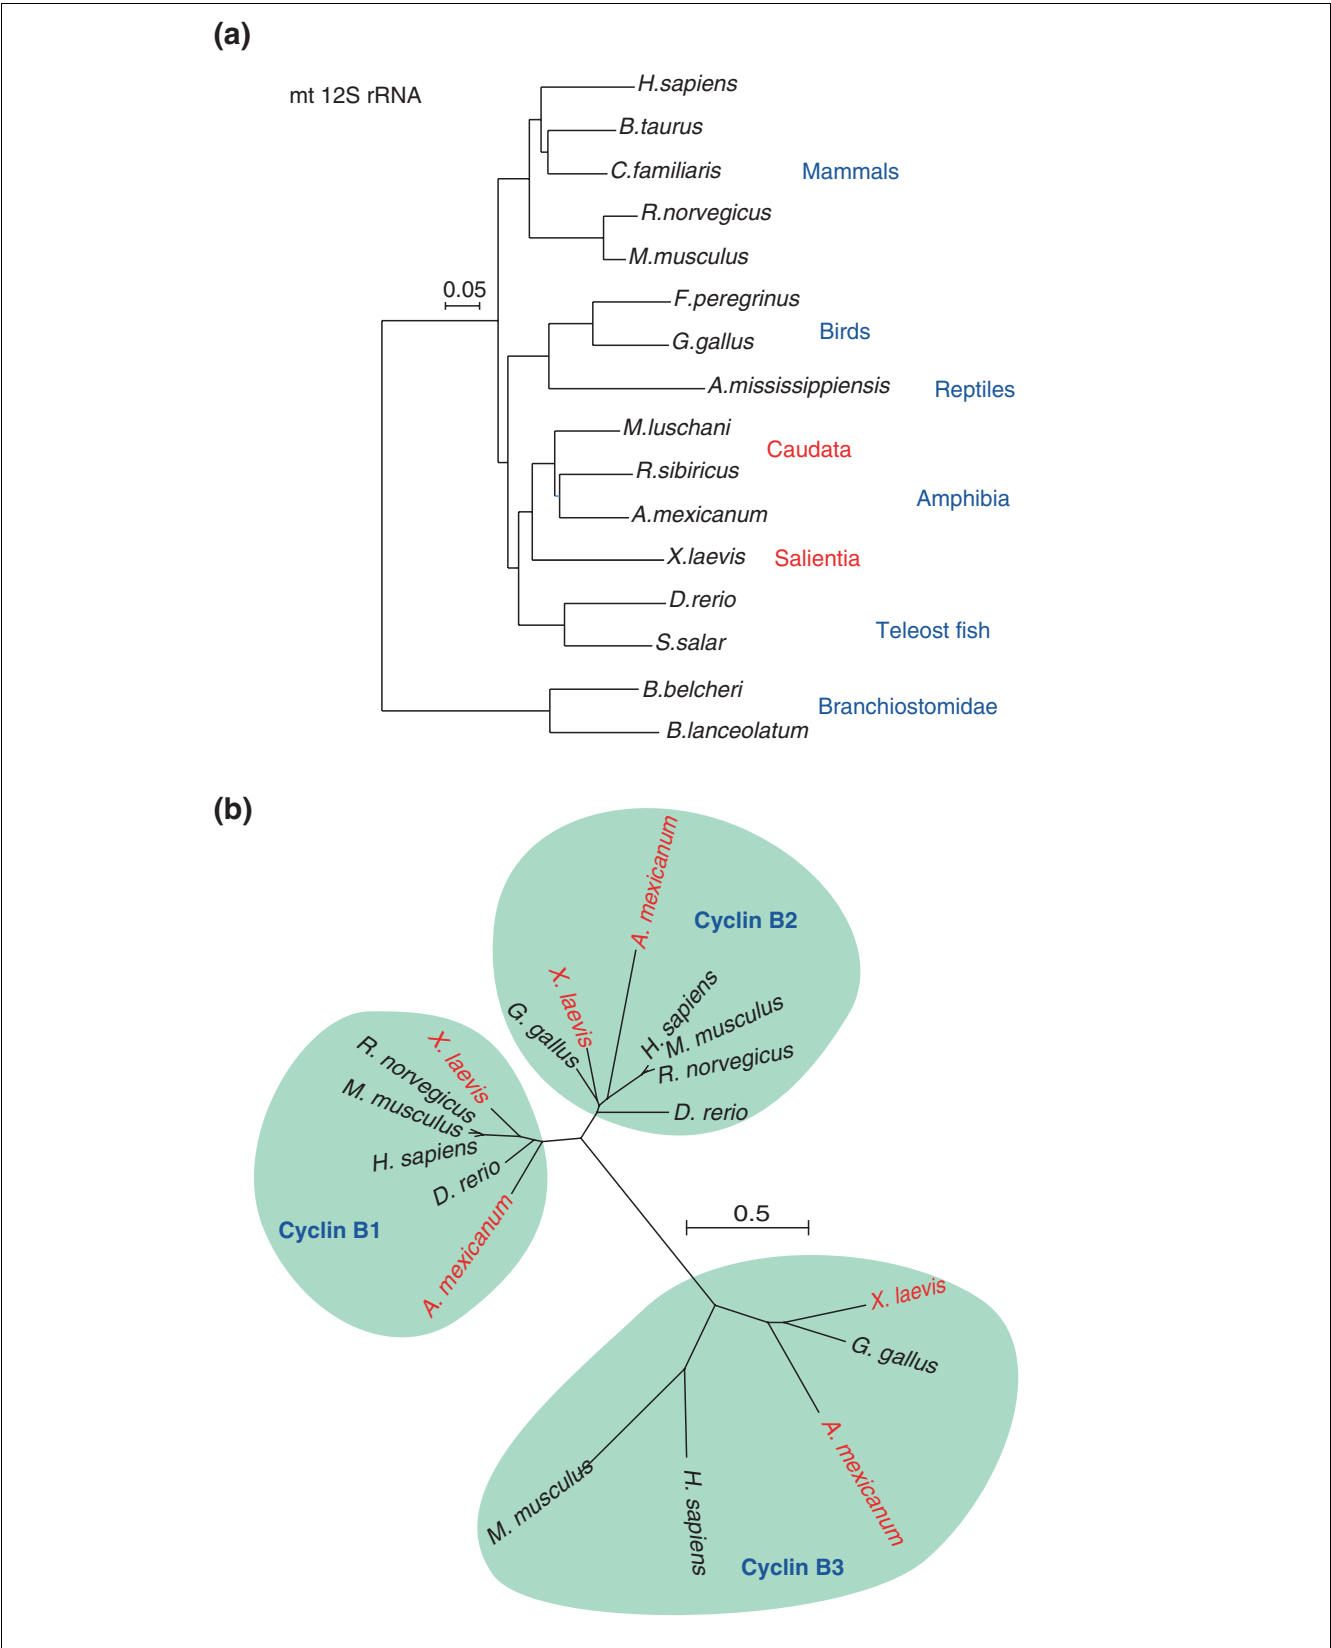 (a)
mt 12S rRNA
H.sapiens
B.taurus
C.familiaris
Mammals
R.norvegicus
M.musculus
0.05
F.peregrinus
G.gallus
Birds
A.mississippiensis
Reptiles
M.luschani
Caudata
R.sibiricus
Amphibia
A.mexicanum
X.laevis
Salientia
D.rerio
Teleost fish
S.salar
B.belcheri
Branchiostomidae
B.lanceolatum
(b)
A. mexicanum
Cyclin B2
X. laevis
G. gallus
H. sapiens
M. musculus
R. norvegicus
D. rerio
X. laevis
R. norvegicus
M. musculus
H. sapiens
D. rerio
A. mexicanum
Cyclin B1
0.5
X. laevis
G. gallus
A. mexicanum
M. musculus
H. sapiens
Cyclin B3